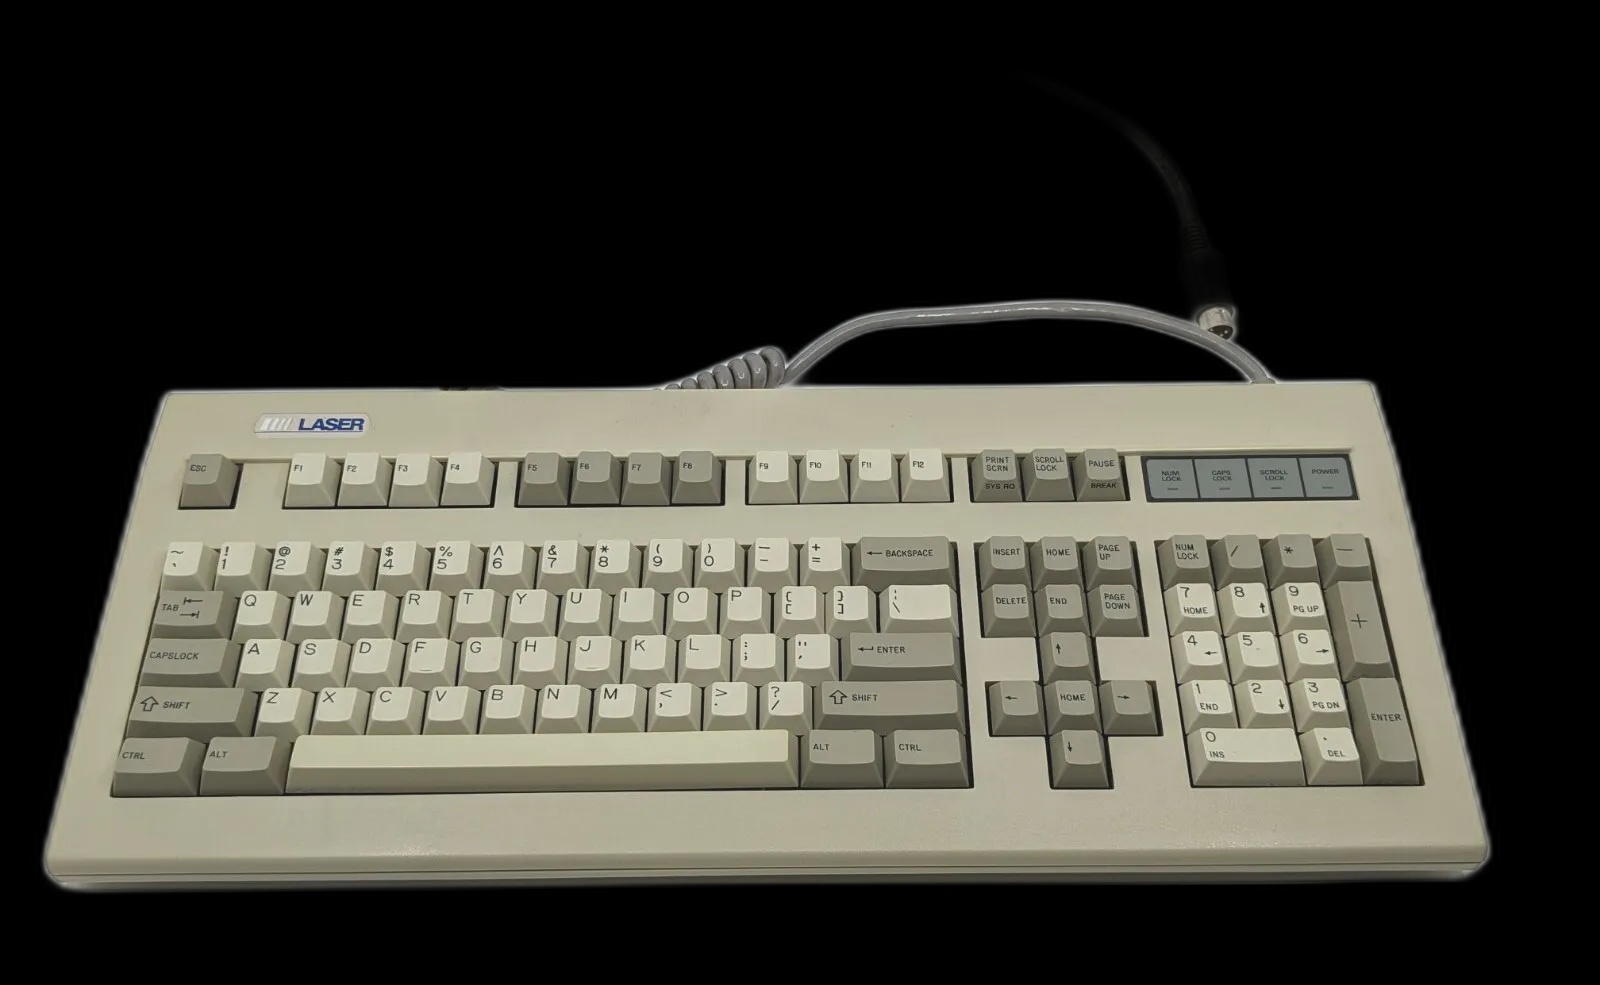 LASER
ESC F1 F2 F3 F4 F5 F6 F7 F8 F9 F10 F11 F12 PRINT SCRN SYS RQ SCROLL LOCK PAUSE BREAK NUM LOCK CAPS LOCK SCROLL LOCK POWER
~ ` ! 1 @ 2 # 3 $ 4 % 5 ^ 6 & 7 * 8 ( 9 ) 0 — - + = ← BACKSPACE INSERT HOME PAGE UP NUM LOCK / * —
TAB Q W E R T Y U I O P { [ } ] ¦ \ DELETE END PAGE DOWN 7 HOME 8 ↑ 9 PG UP +
CAPSLOCK A S D F G H J K L : ; " ' ↵ ENTER ↑ 4 ← 5 6 →
⇧ SHIFT Z X C V B N M < , > . ? / ⇧ SHIFT ← HOME → 1 END 2 ↓ 3 PG DN ENTER
CTRL ALT ALT CTRL ↓ 0 INS . DEL